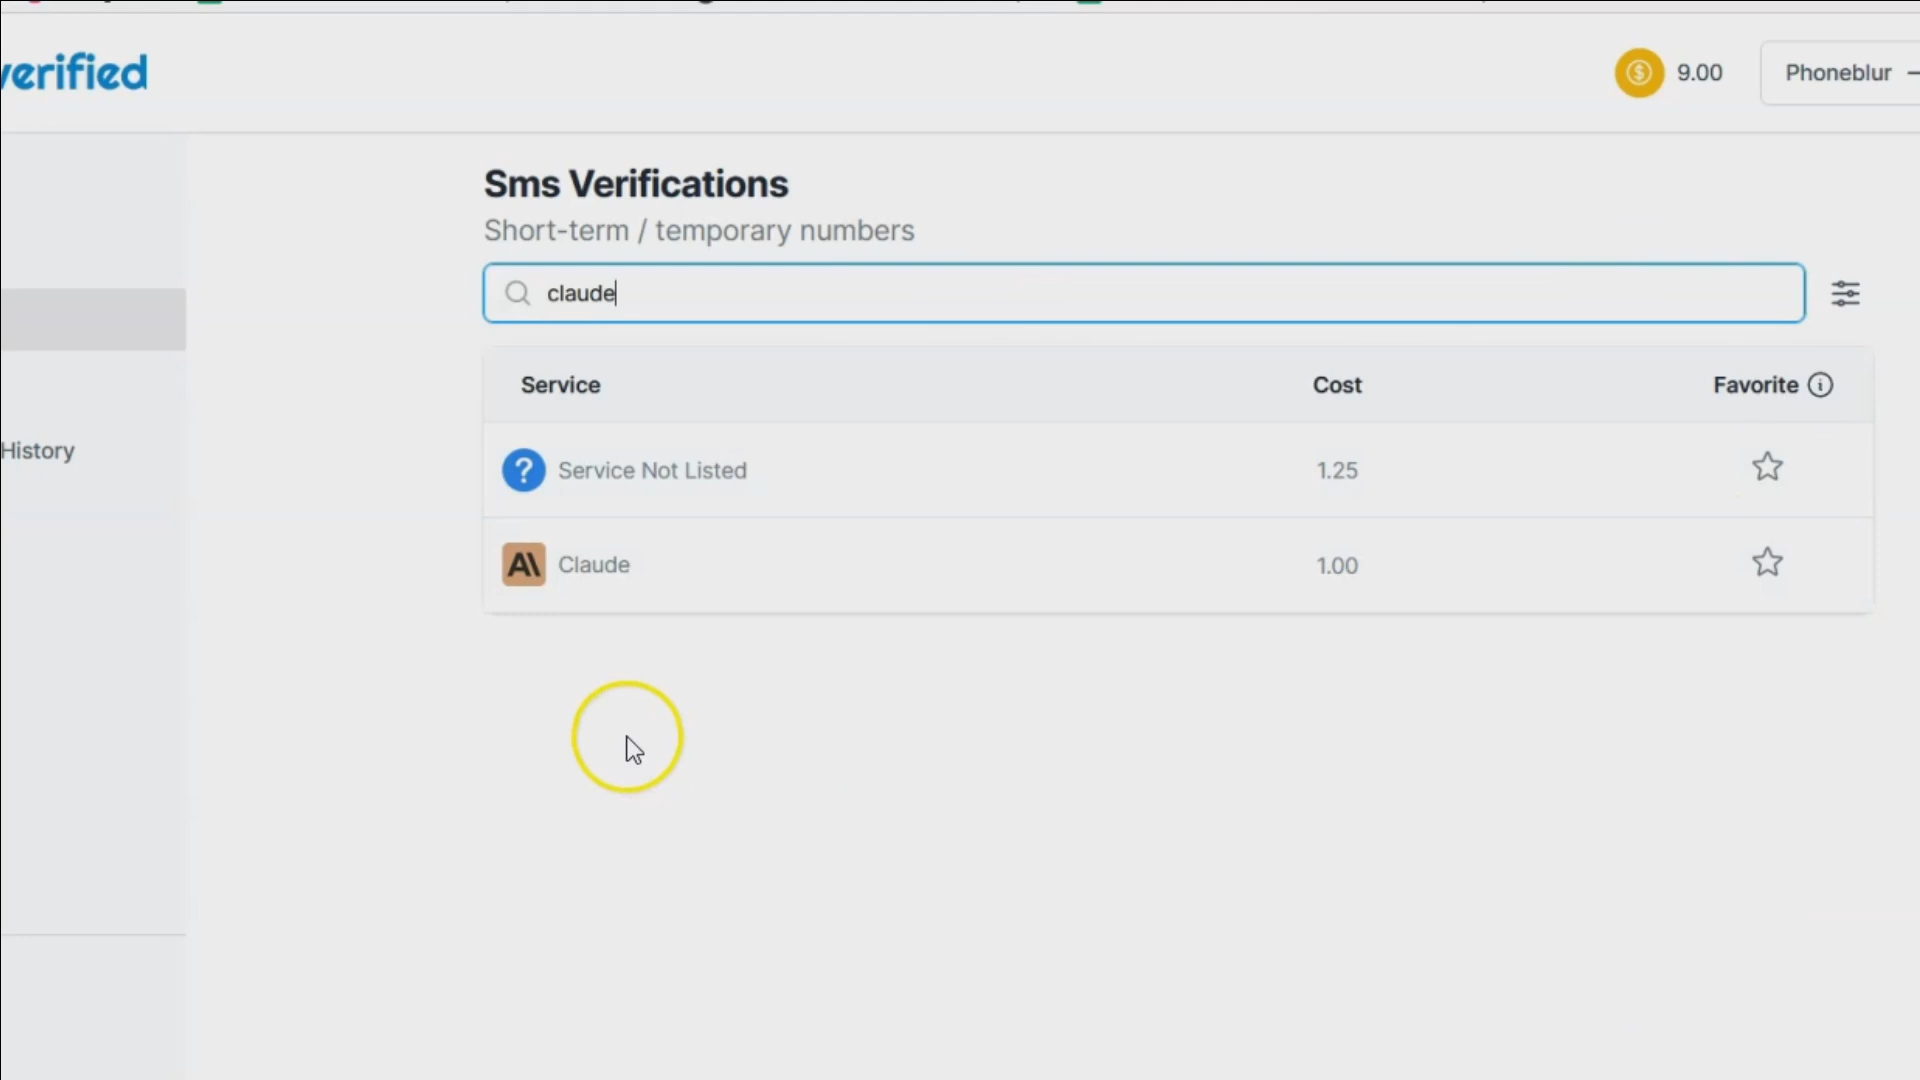 verified
9.00
Phoneblur
Sms Verifications
Short-term / temporary numbers
claude
Service Cost Favorite
Service Not Listed 1.25
Claude 1.00
History